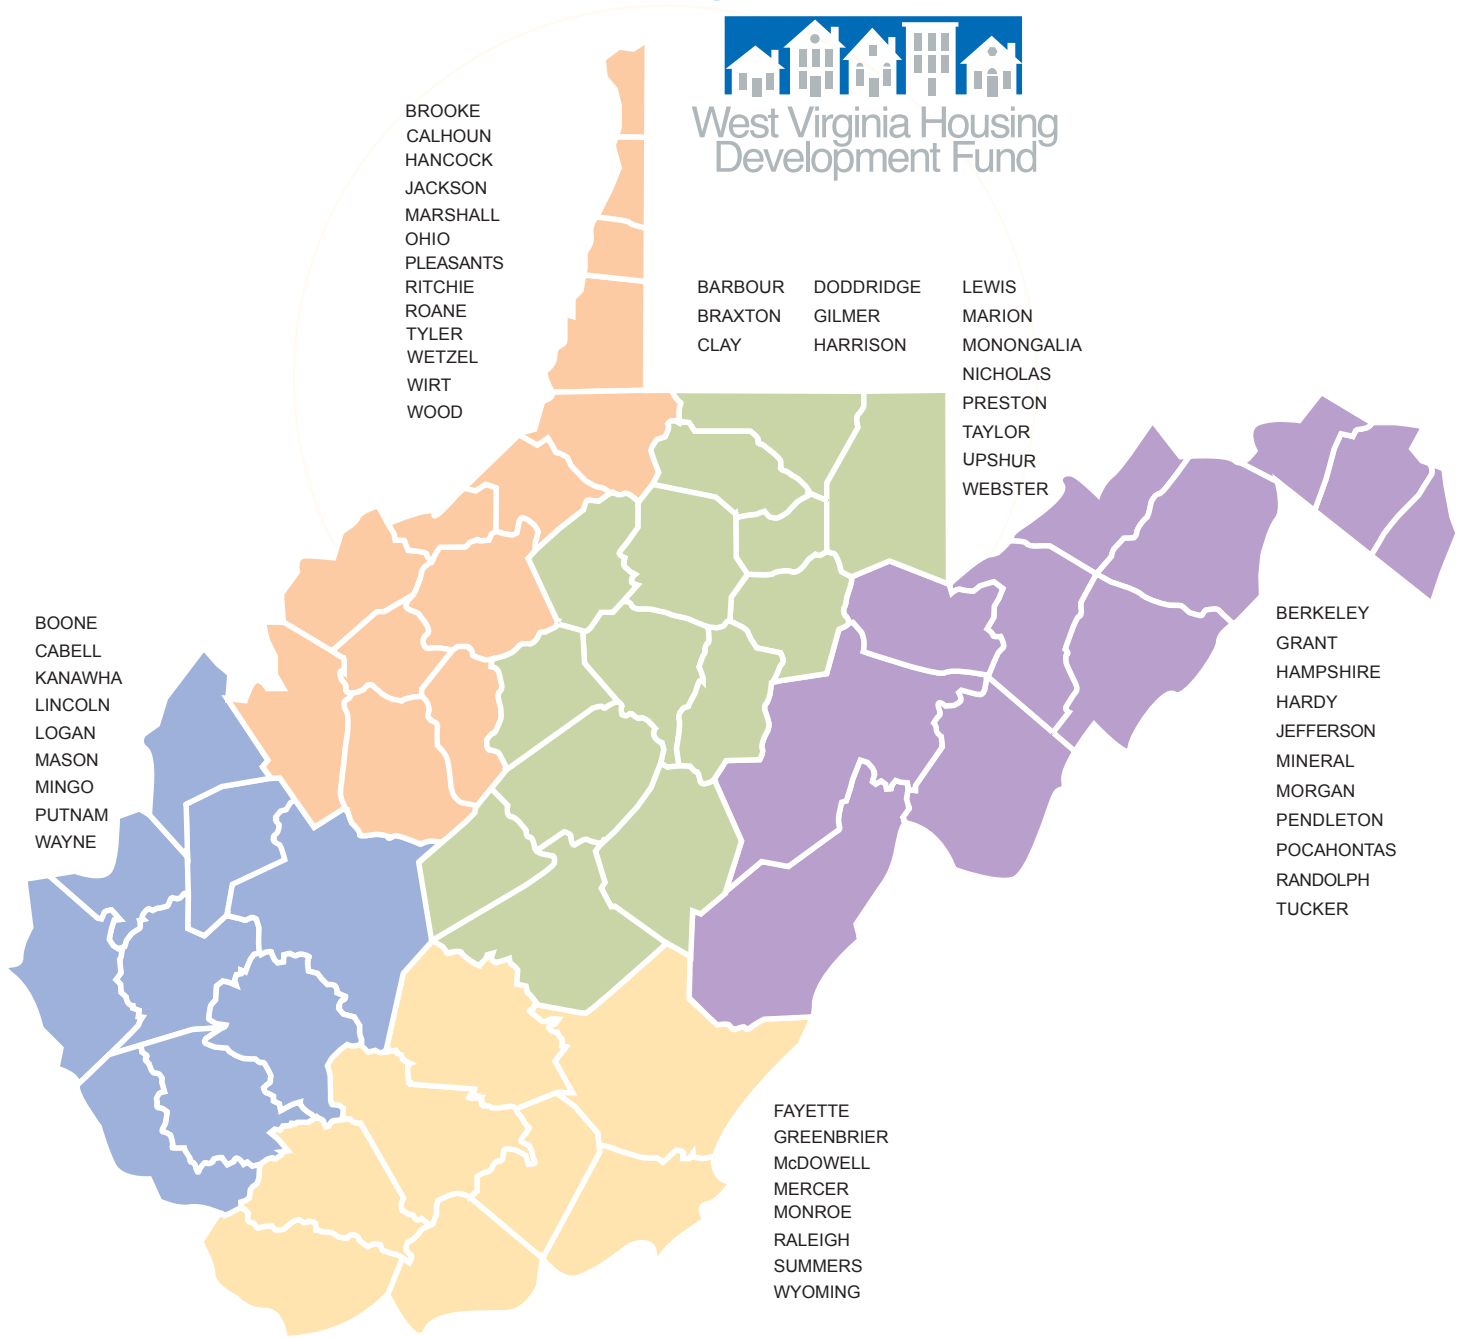 West Virginia Housing
Development Fund
BROOKE
CALHOUN
HANCOCK
JACKSON
MARSHALL
OHIO
PLEASANTS
RITCHIE
ROANE
TYLER
WETZEL
WIRT
WOOD
BARBOUR DODDRIDGE LEWIS
BRAXTON GILMER MARION
CLAY HARRISON MONONGALIA
NICHOLAS
PRESTON
TAYLOR
UPSHUR
WEBSTER
BOONE
CABELL
KANAWHA
LINCOLN
LOGAN
MASON
MINGO
PUTNAM
WAYNE
BERKELEY
GRANT
HAMPSHIRE
HARDY
JEFFERSON
MINERAL
MORGAN
PENDLETON
POCAHONTAS
RANDOLPH
TUCKER
FAYETTE
GREENBRIER
McDOWELL
MERCER
MONROE
RALEIGH
SUMMERS
WYOMING